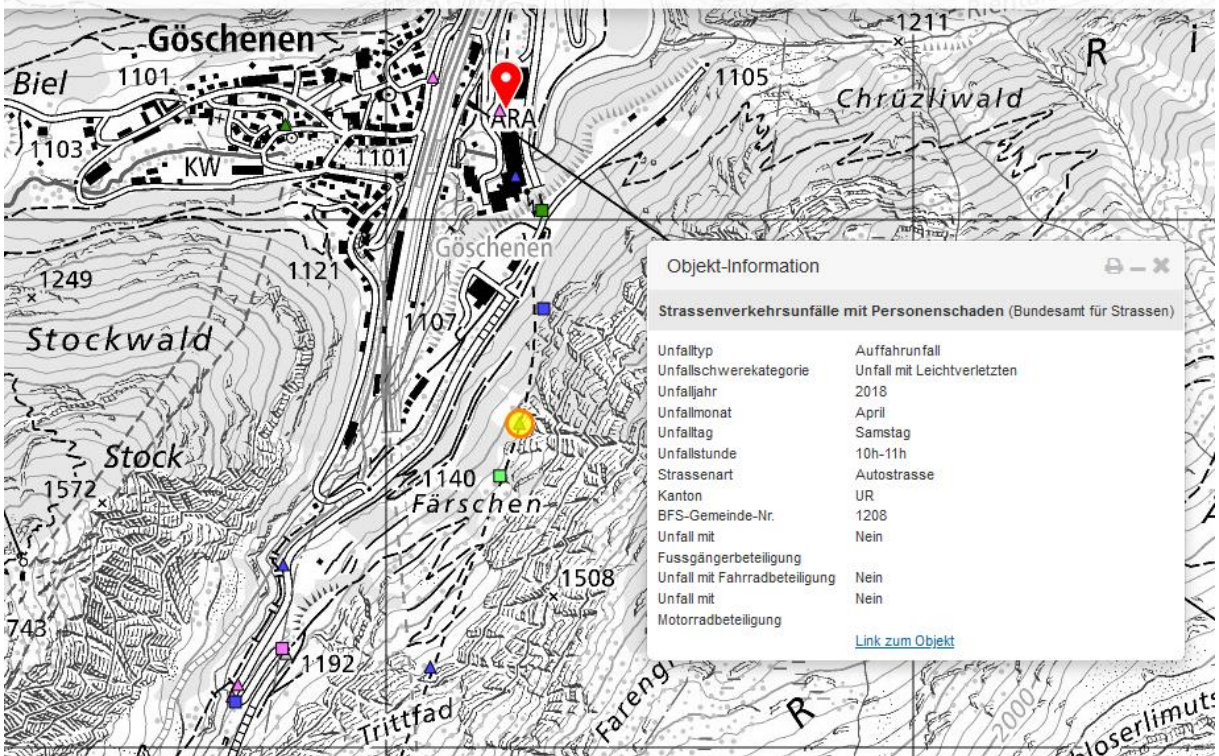 1211
Göschenen
R
i
Biel
1101
1105
Chrüzliwald
ARA
1103
1101
KW
Göschenen
1121
1249
Objekt-Information
Strassenverkehrsunfälle mit Personenschaden (Bundesamt für Strassen)
1107
Stockwald
Unfalltyp Auffahrunfall
Unfallschwerekategorie Unfall mit Leichtverletzten
Unfalljahr 2018
Unfallmonat April
Unfalltag Samstag
Unfallstunde 10h-11h
Strassenart Autostrasse
Kanton UR
BFS-Gemeinde-Nr. 1208
Unfall mit Nein
Fussgängerbeteiligung
Unfall mit Fahrradbeteiligung Nein
Unfall mit Nein
Motorradbeteiligung
Link zum Objekt
Stock
1140
1572
Färschen
1508
743
1192
Trittfad
Fareng
R
2000